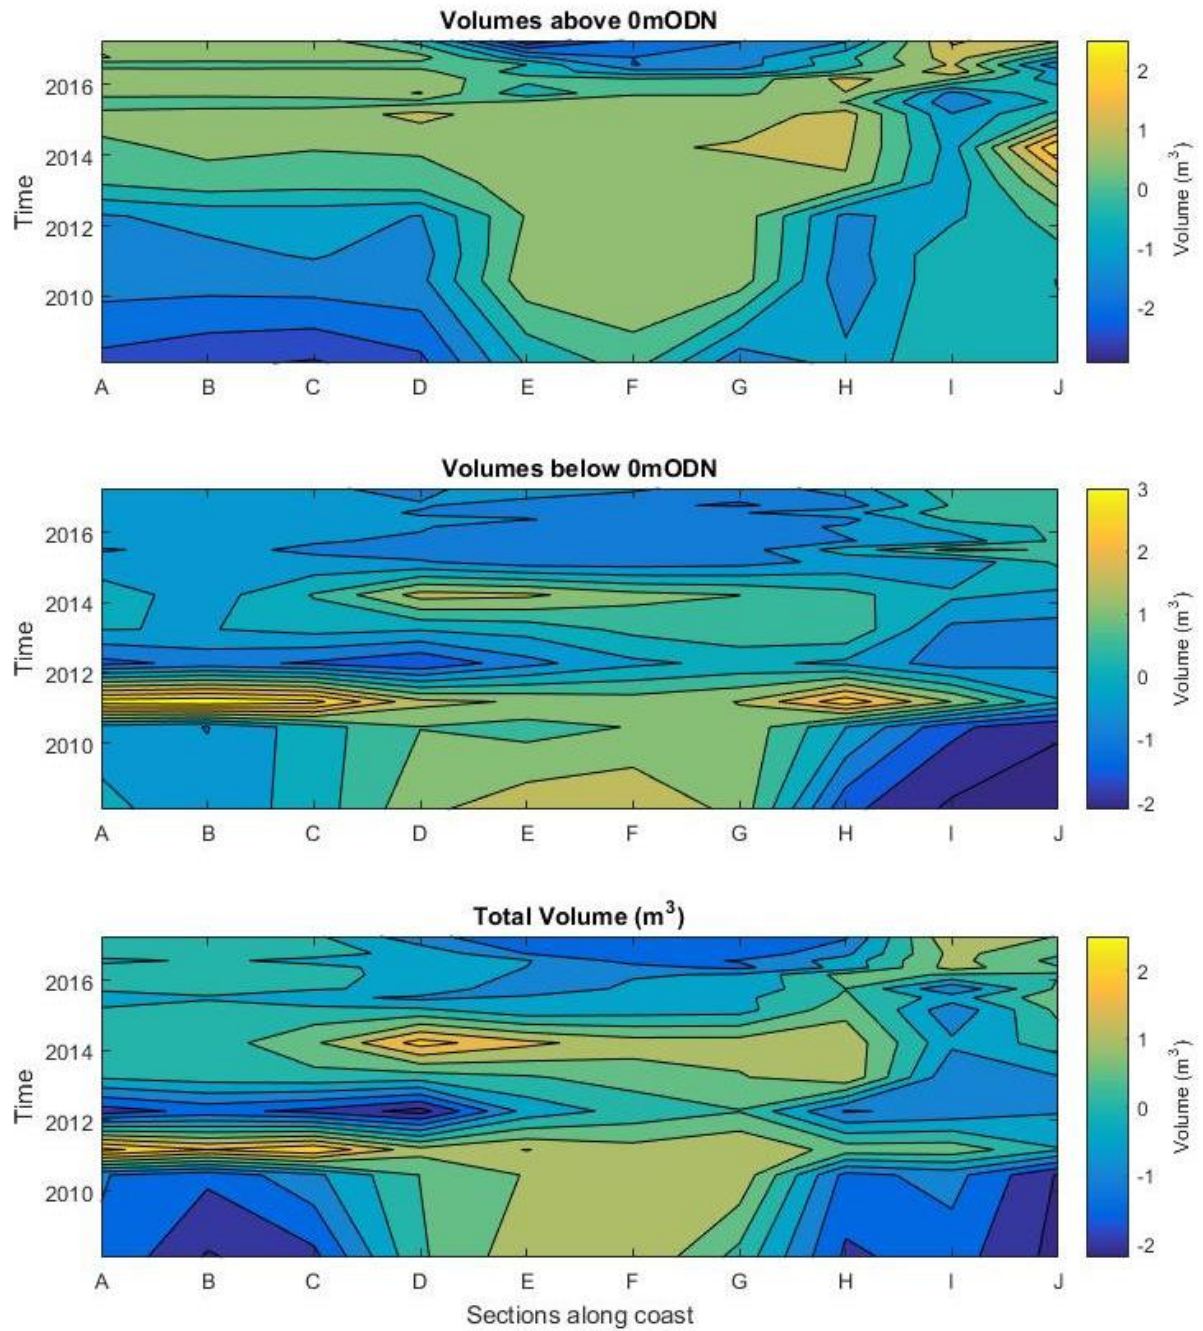 Volumes above 0mODN
2016
2014
2012
2010
Time
A B C D E F G H I J
2
1
0
-1
-2
Volume (m³)
Volumes below 0mODN
2016
2014
2012
2010
Time
A B C D E F G H I J
3
2
1
0
-1
-2
Volume (m³)
Total Volume (m³)
2016
2014
2012
2010
Time
A B C D E F G H I J
Sections along coast
2
1
0
-1
-2
Volume (m³)